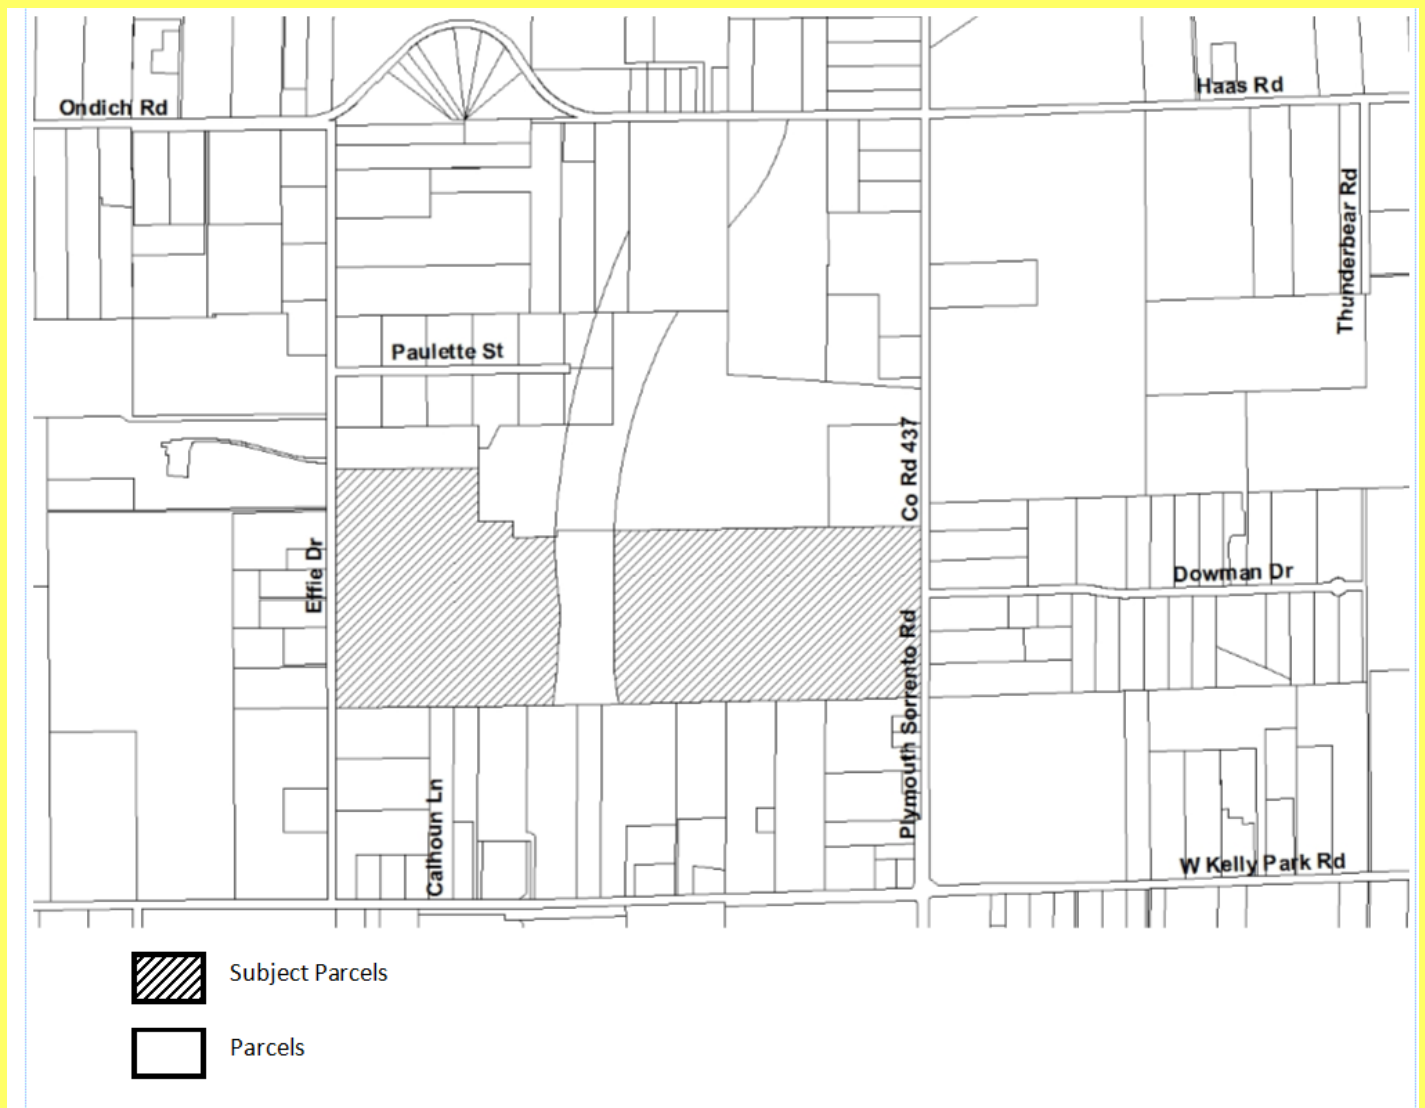 Haas Rd
Ondich Rd
Thunderbear Rd
Paulette St
Co Rd 437
Effie Dr
Dowman Dr
Plymouth Sorrento Rd
Calhoun Ln
W Kelly Park Rd
Subject Parcels
Parcels